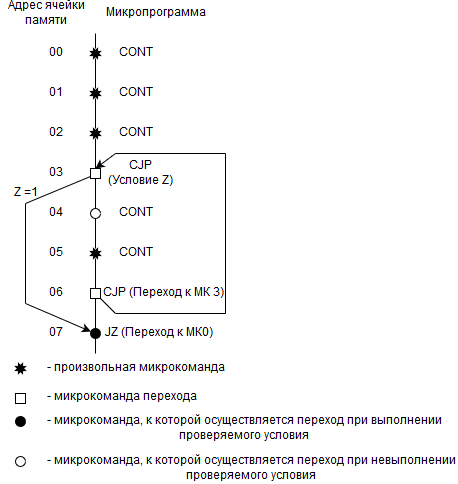 Адрес ячейки Микропрограмма
памяти
00 CONT
01 CONT
02 CONT
03 CJP
(Условие Z)
Z =1
04 CONT
05 CONT
06 CJP (Переход к МК 3)
07 JZ (Переход к МК0)
- произвольная микрокоманда
- микрокоманда перехода
- микрокоманда, к которой осуществляется переход при выполнении
проверяемого условия
- микрокоманда, к которой осуществляется переход при невыполнении
проверяемого условия